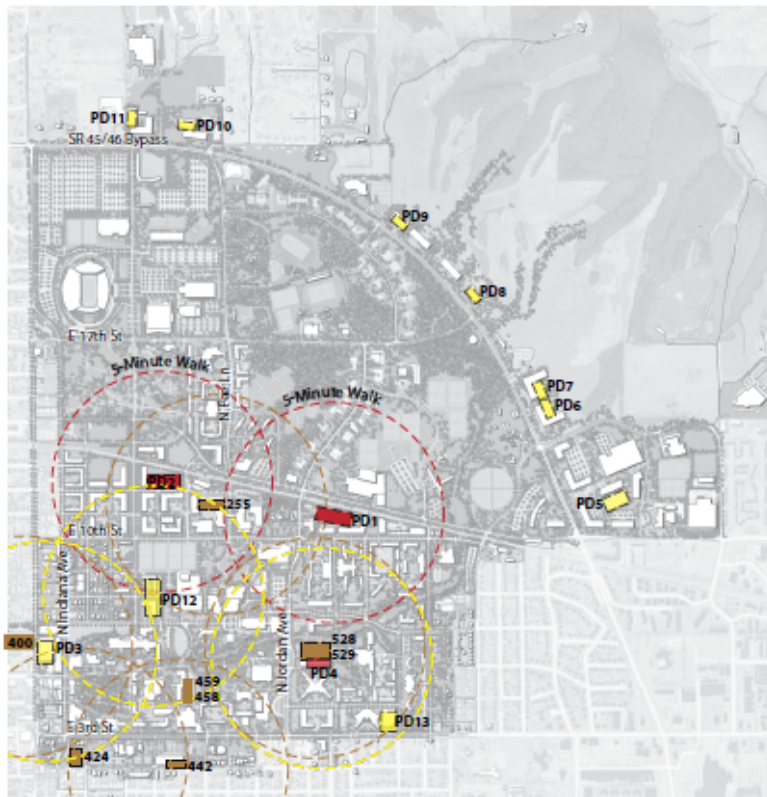 PD11
PD10
SR 45/46 Bypass
PD9
PD8
E 17th St
5-Minute Walk
5-Minute Walk
PD7
PD6
PD2
255
PD1
PD5
E 10th St
N Indiana Ave
PD12
400
PD3
N Jordan Ave
528
529
PD4
459
458
PD13
E 3rd St
424
442